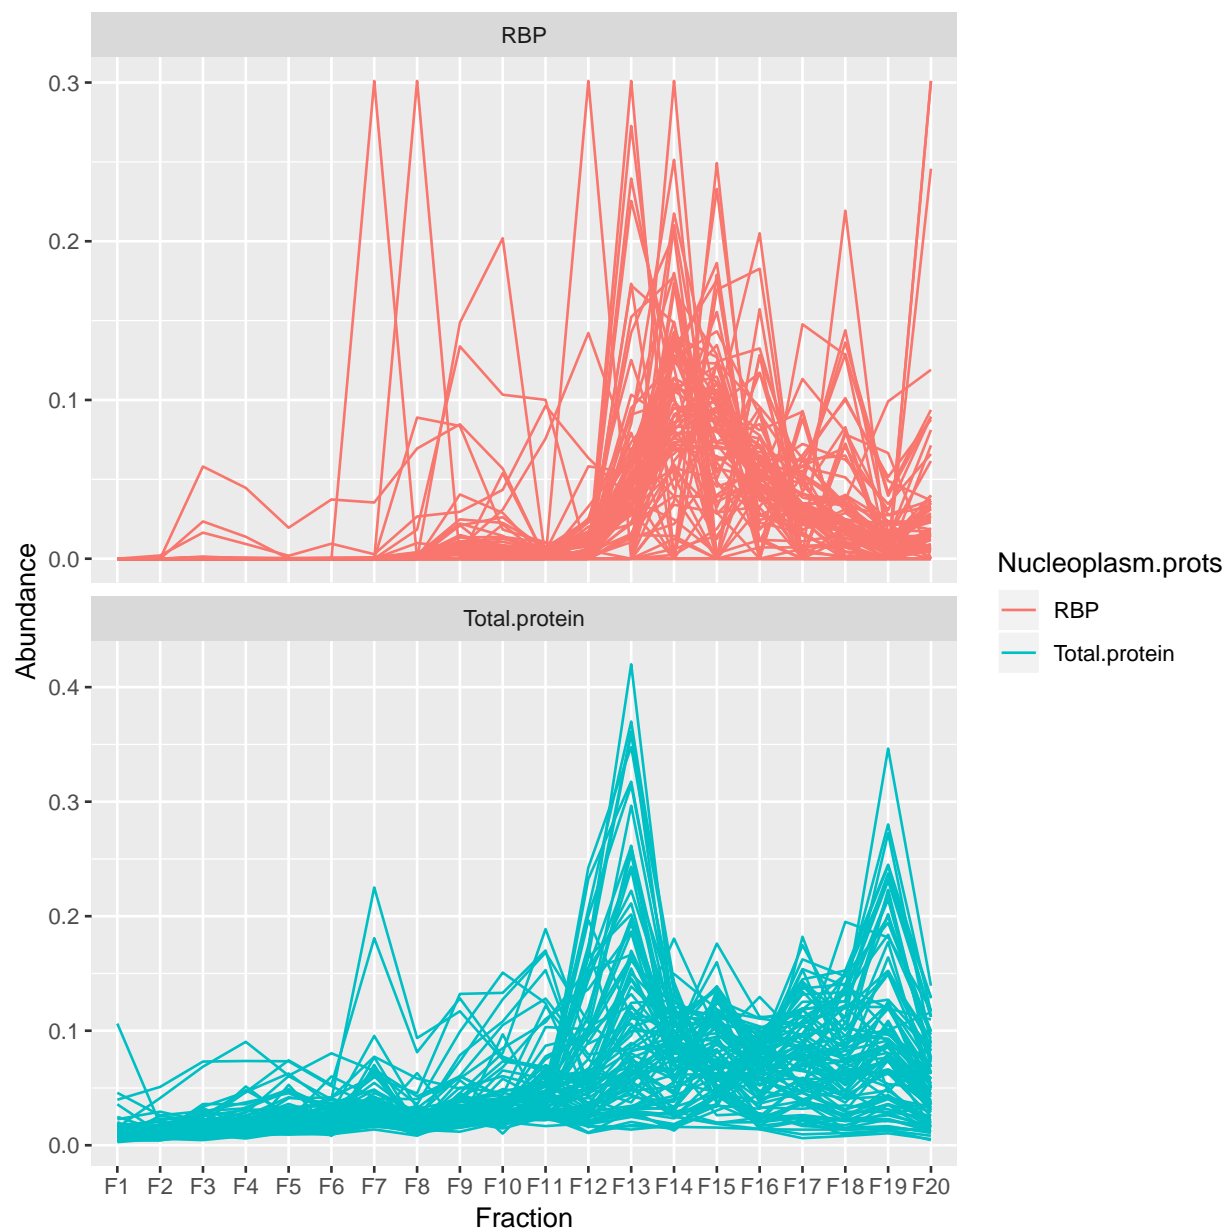 RBP
0.3
0.2
0.1
0.0
Abundance
Total.protein
0.4
0.3
0.2
0.1
0.0
F1 F2 F3 F4 F5 F6 F7 F8 F9 F10 F11 F12 F13 F14 F15 F16 F17 F18 F19 F20
Fraction
Nucleoplasm.prots
RBP
Total.protein